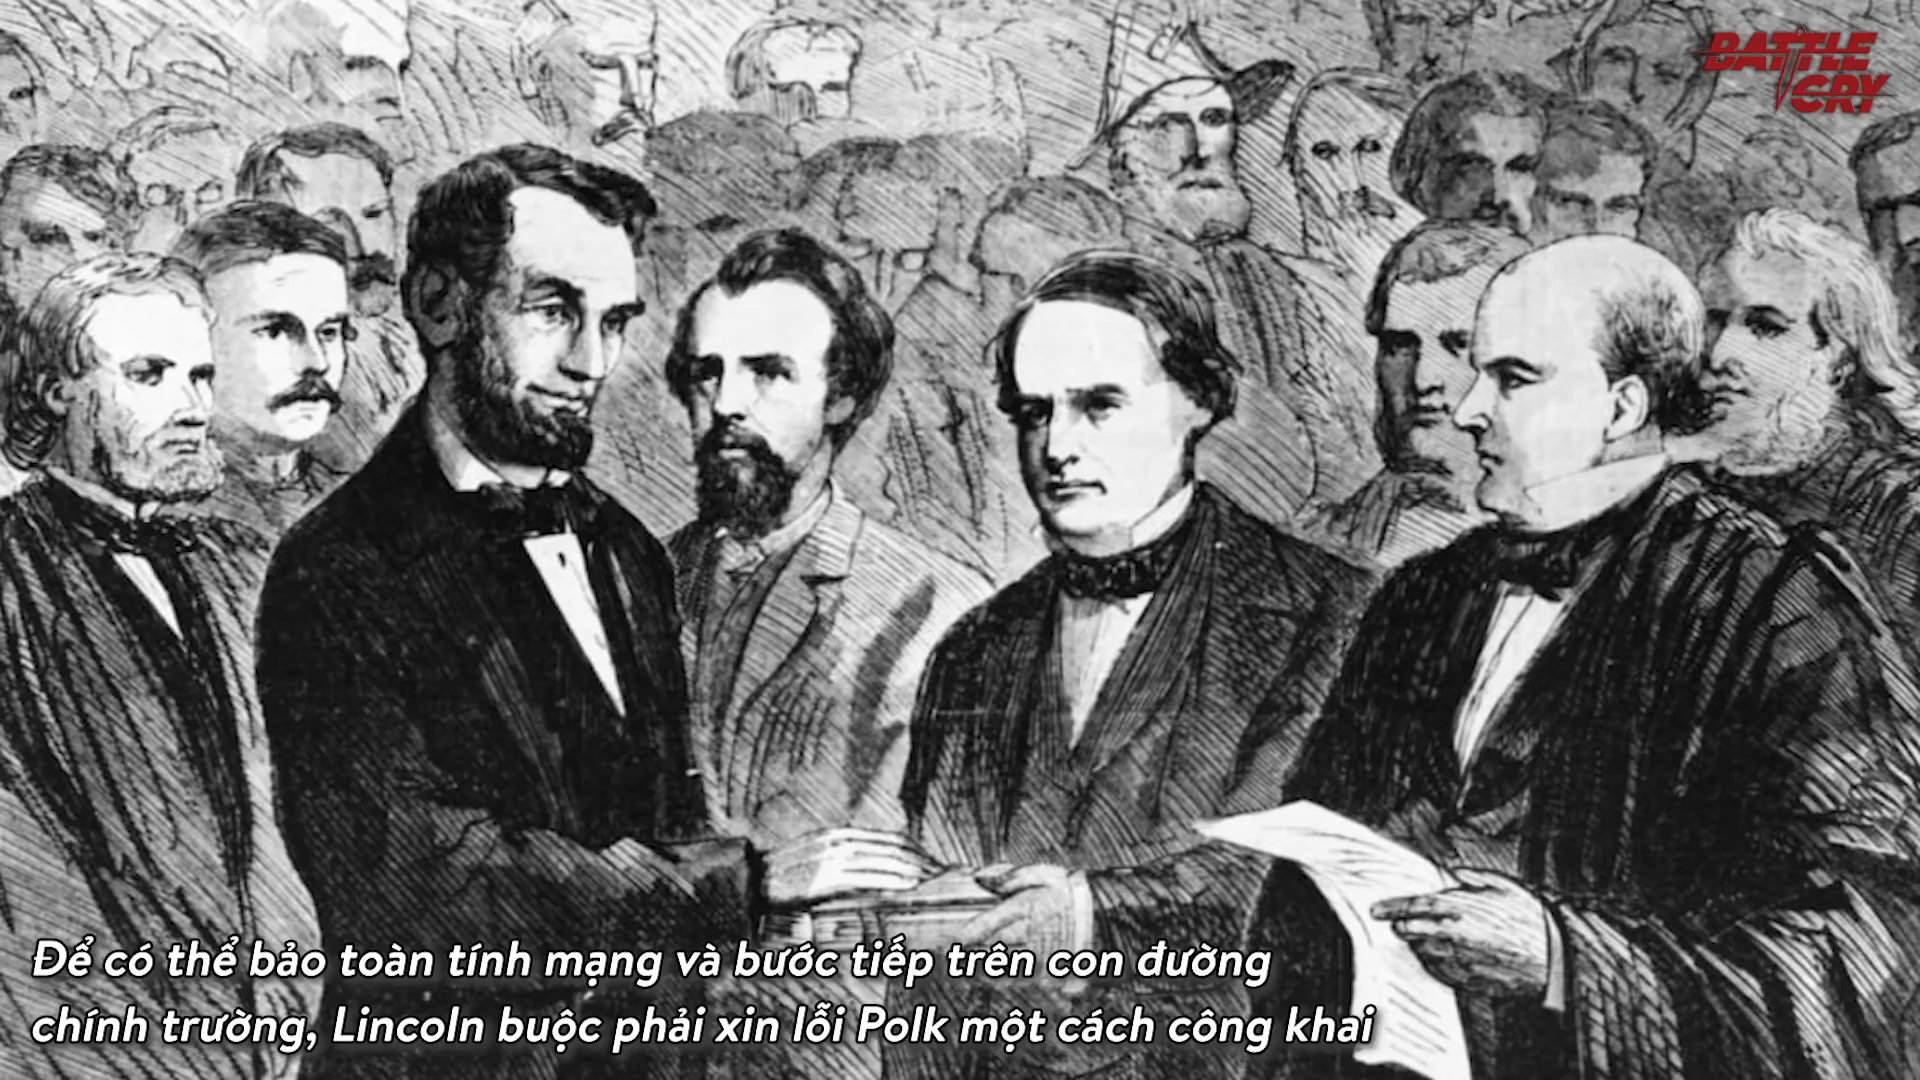 BATTLE
CRY
Để có thể bảo toàn tính mạng và bước tiếp trên con đường
chính trường, Lincoln buộc phải xin lỗi Polk một cách công khai